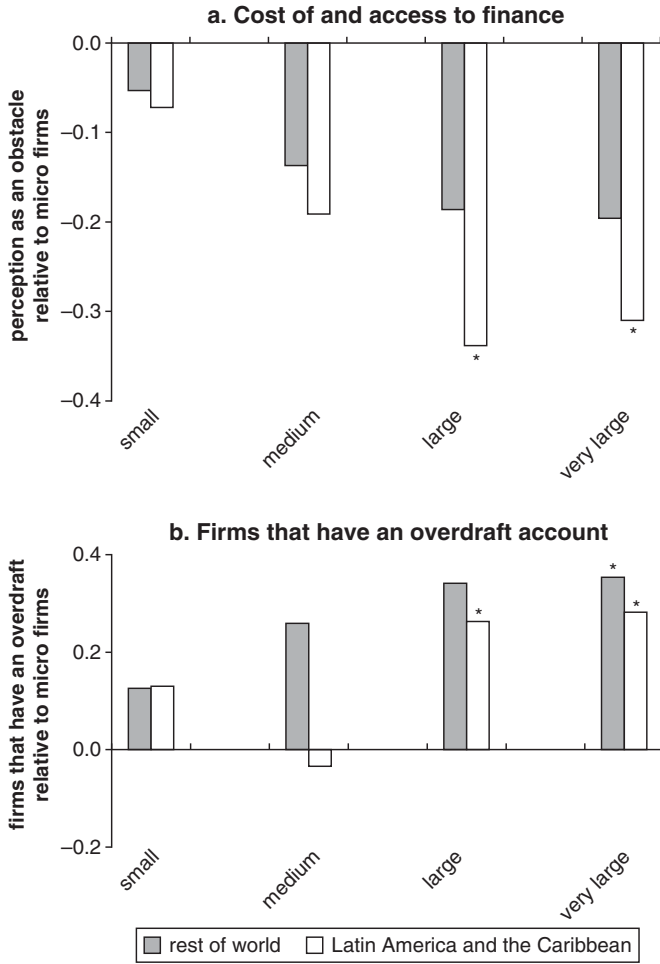 a. Cost of and access to finance
perception as an obstacle
relative to micro firms
0.0
–0.1
–0.2
–0.3
–0.4
*
*
small
medium
large
very large
b. Firms that have an overdraft account
firms that have an overdraft
relative to micro firms
0.4
0.2
0.0
–0.2
*
*
*
small
medium
large
very large
rest of world
Latin America and the Caribbean